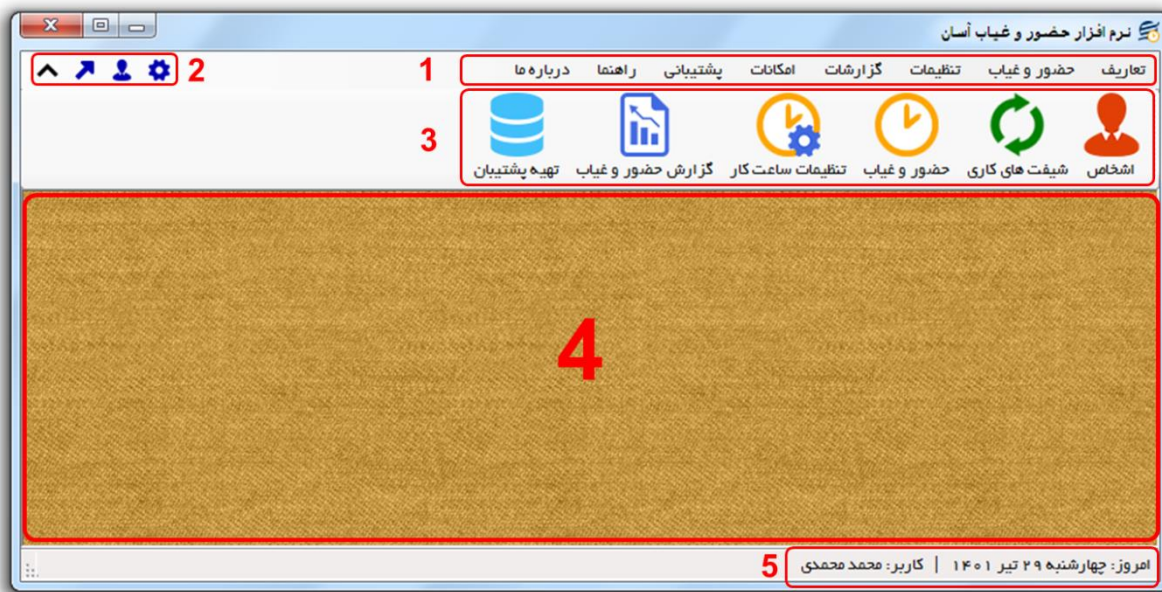 نرم افزار حضور و غیاب آسان
تعاریف حضور و غیاب تنظیمات گزارشات امکانات پشتیبانی راهنما درباره ما 1 2
3
اشخاص شیفت های کاری حضور و غیاب تنظیمات ساعت کار گزارش حضور و غیاب تهیه پشتیبان
4
امروز: چهارشنبه ۲۹ تیر ۱۴۰۱ | کاربر: محمد محمدی 5